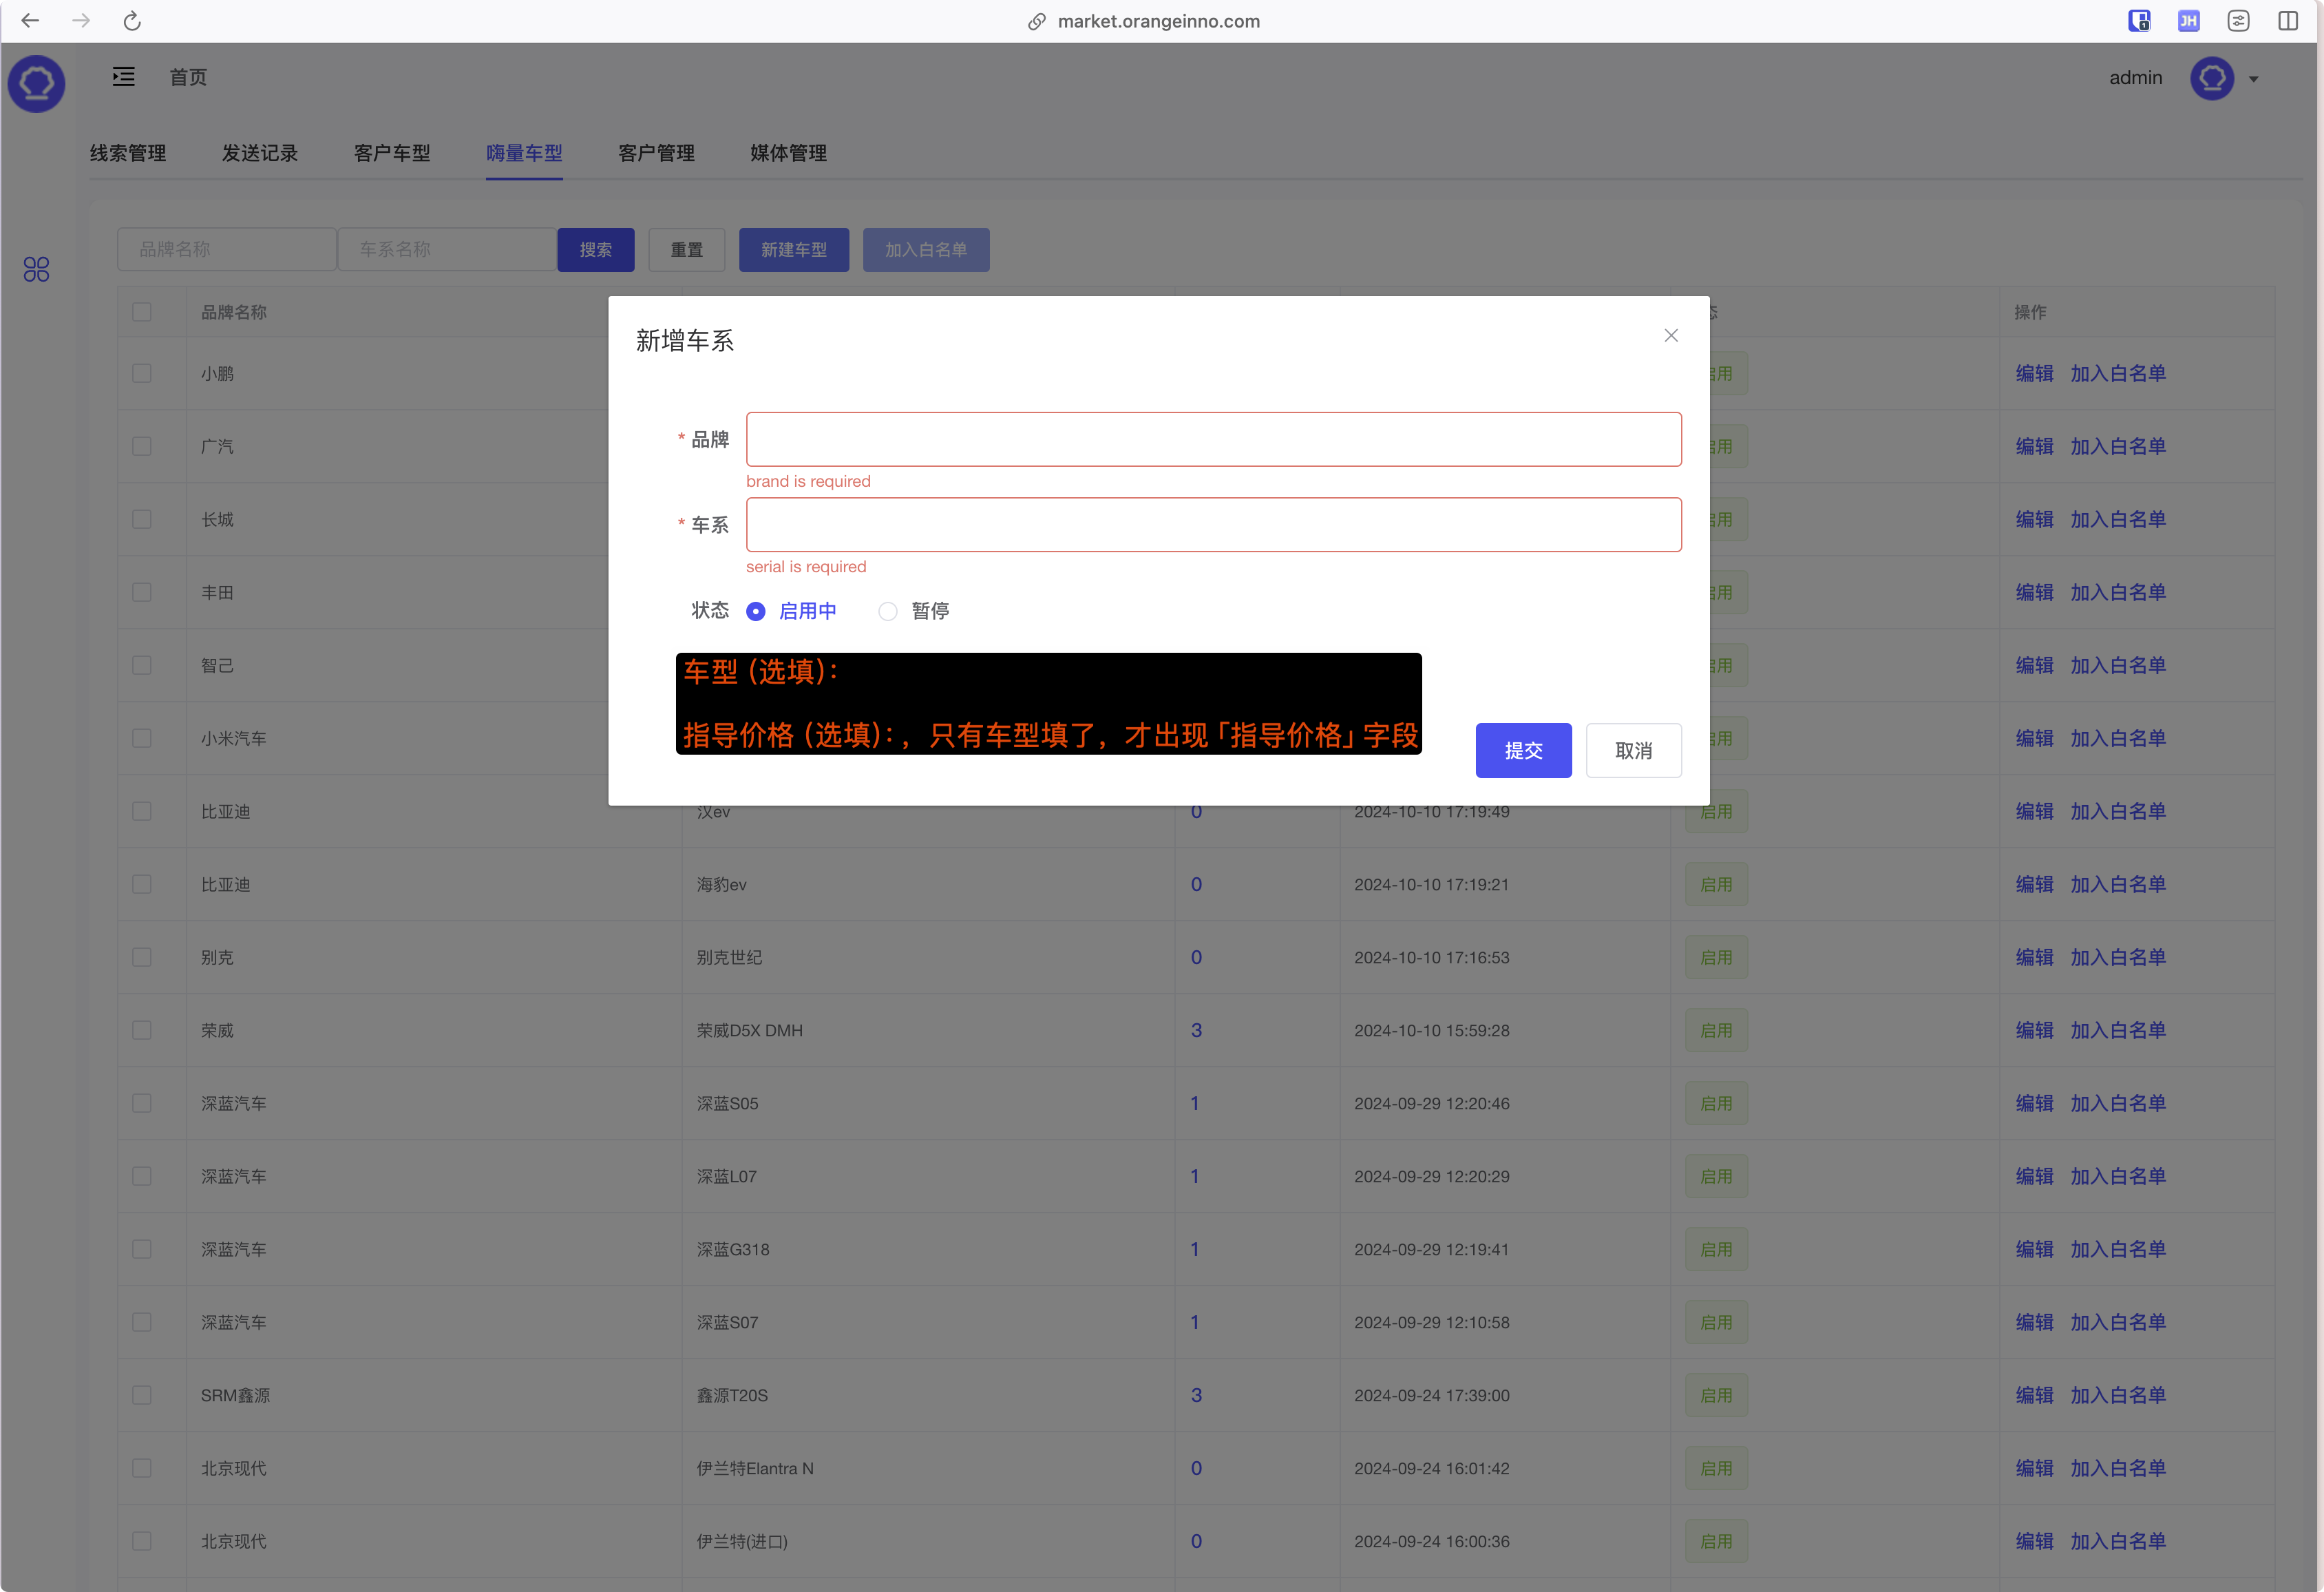 market.orangeinno.com
JH
首页
admin
线索管理 发送记录 客户车型 嗨量车型 客户管理 媒体管理
品牌名称 车系名称 搜索 重置 新建车型 加入白名单
品牌名称 操作
新增车系
小鹏 编辑 加入白名单
* 品牌
广汽 编辑 加入白名单
brand is required
长城 编辑 加入白名单
* 车系
serial is required
丰田 编辑 加入白名单
状态 启用中 暂停
智己 编辑 加入白名单
车型（选填）：
指导价格（选填）：，只有车型填了，才出现「指导价格」字段
小米汽车 编辑 加入白名单
提交 取消
比亚迪 汉ev 0 2024-10-10 17:19:49 启用 编辑 加入白名单
比亚迪 海豹ev 0 2024-10-10 17:19:21 启用 编辑 加入白名单
别克 别克世纪 0 2024-10-10 17:16:53 启用 编辑 加入白名单
荣威 荣威D5X DMH 3 2024-10-10 15:59:28 启用 编辑 加入白名单
深蓝汽车 深蓝S05 1 2024-09-29 12:20:46 启用 编辑 加入白名单
深蓝汽车 深蓝L07 1 2024-09-29 12:20:29 启用 编辑 加入白名单
深蓝汽车 深蓝G318 1 2024-09-29 12:19:41 启用 编辑 加入白名单
深蓝汽车 深蓝S07 1 2024-09-29 12:10:58 启用 编辑 加入白名单
SRM鑫源 鑫源T20S 3 2024-09-24 17:39:00 启用 编辑 加入白名单
北京现代 伊兰特Elantra N 0 2024-09-24 16:01:42 启用 编辑 加入白名单
北京现代 伊兰特(进口) 0 2024-09-24 16:00:36 启用 编辑 加入白名单